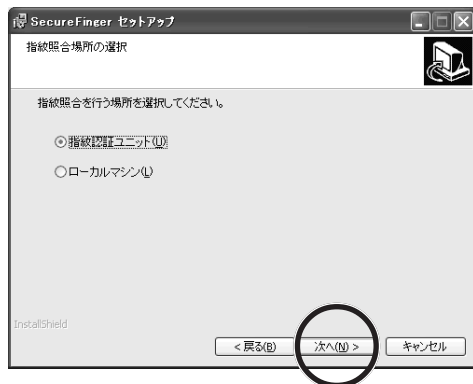 SecureFinger セットアップ
指紋照合場所の選択
指紋照合を行う場所を選択してください。
指紋認証ユニット(U)
ローカルマシン(L)
InstallShield
< 戻る(B) 次へ(N) > キャンセル